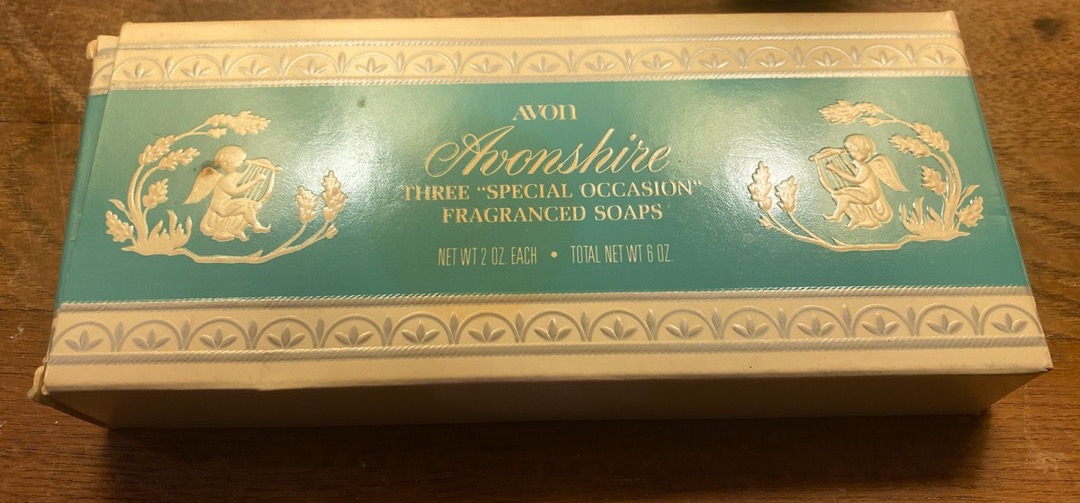 AVON
Avonshire
THREE "SPECIAL OCCASION"
FRAGRANCED SOAPS
NET WT 2 OZ. EACH • TOTAL NET WT 6 OZ.